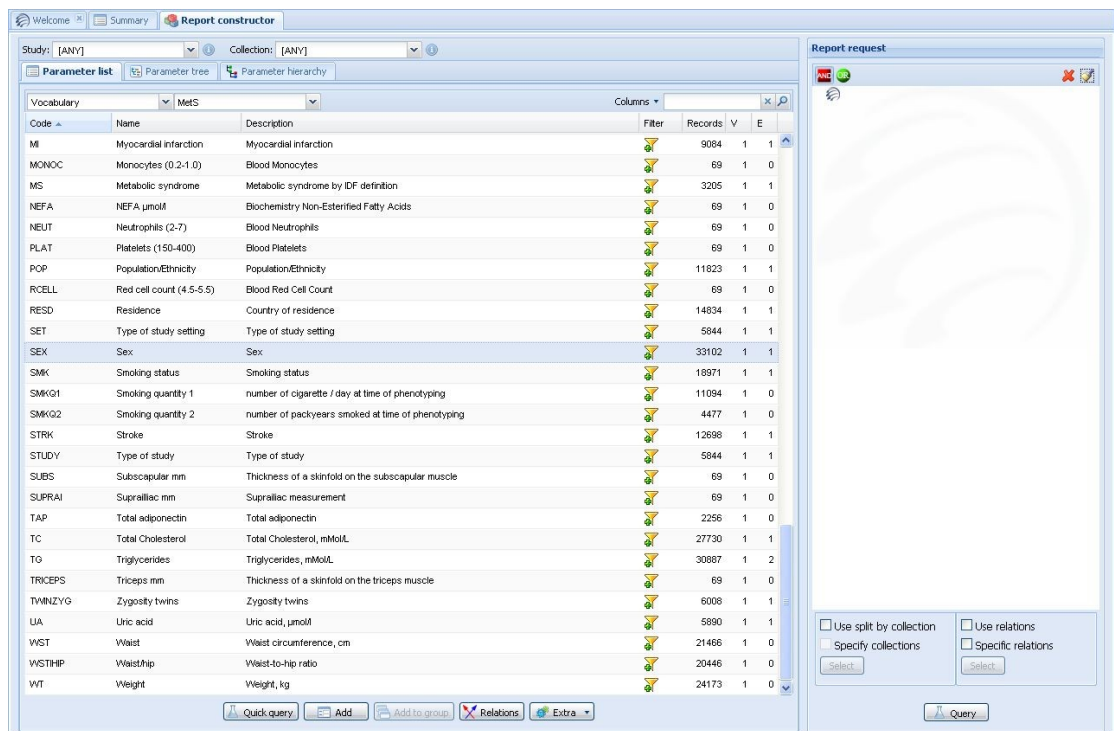 Welcome Summary Report constructor
Study: [ANY] Collection: [ANY]
Report request
Parameter list Parameter tree Parameter hierarchy
AND OR
Vocabulary MetS Columns
Code Name Description Filter Records V E
MI Myocardial infarction Myocardial infarction 9084 1 1
MONOC Monocytes (0.2-1.0) Blood Monocytes 69 1 0
MS Metabolic syndrome Metabolic syndrome by IDF definition 3205 1 1
NEFA NEFA µmol/l Biochemistry Non-Esterified Fatty Acids 69 1 0
NEUT Neutrophils (2-7) Blood Neutrophils 69 1 0
PLAT Platelets (150-400) Blood Platelets 69 1 0
POP Population/Ethnicity Population/Ethnicity 11823 1 1
RCELL Red cell count (4.5-5.5) Blood Red Cell Count 69 1 0
RESD Residence Country of residence 14834 1 1
SET Type of study setting Type of study setting 5844 1 1
SEX Sex Sex 33102 1 1
SMK Smoking status Smoking status 18971 1 1
SMKQ1 Smoking quantity 1 number of cigarette / day at time of phenotyping 11094 1 0
SMKQ2 Smoking quantity 2 number of packyears smoked at time of phenotyping 4477 1 0
STRK Stroke Stroke 12698 1 1
STUDY Type of study Type of study 5844 1 1
SUBS Subscapular mm Thickness of a skinfold on the subscapular muscle 69 1 0
SUPRAI Suprailliac mm Suprailiac measurement 69 1 0
TAP Total adiponectin Total adiponectin 2256 1 0
TC Total Cholesterol Total Cholesterol, mMol/L 27730 1 1
TG Triglycerides Triglycerides, mMol/L 30887 1 2
TRICEPS Triceps mm Thickness of a skinfold on the triceps muscle 69 1 0
TWINZYG Zygosity twins Zygosity twins 6008 1 1
UA Uric acid Uric acid, µmol/l 5890 1 1
WST Waist Waist circumference, cm 21466 1 0
WSTIHIP Waist/hip Waist-to-hip ratio 20446 1 0
WT Weight Weight, kg 24173 1 0
Use split by collection Use relations
Specify collections Specific relations
Select Select
Quick query Add Add to group Relations Extra
Query